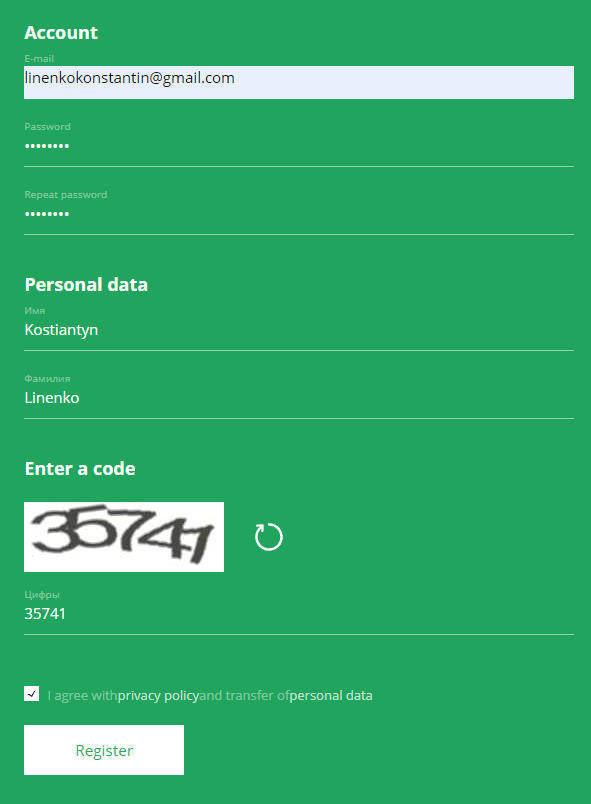 Account
E-mail
linenkokonstantin@gmail.com
Password
••••••••
Repeat password
••••••••
Personal data
Имя
Kostiantyn
Фамилия
Linenko
Enter a code
35741
Цифры
35741
I agree withprivacy policyand transfer ofpersonal data
Register